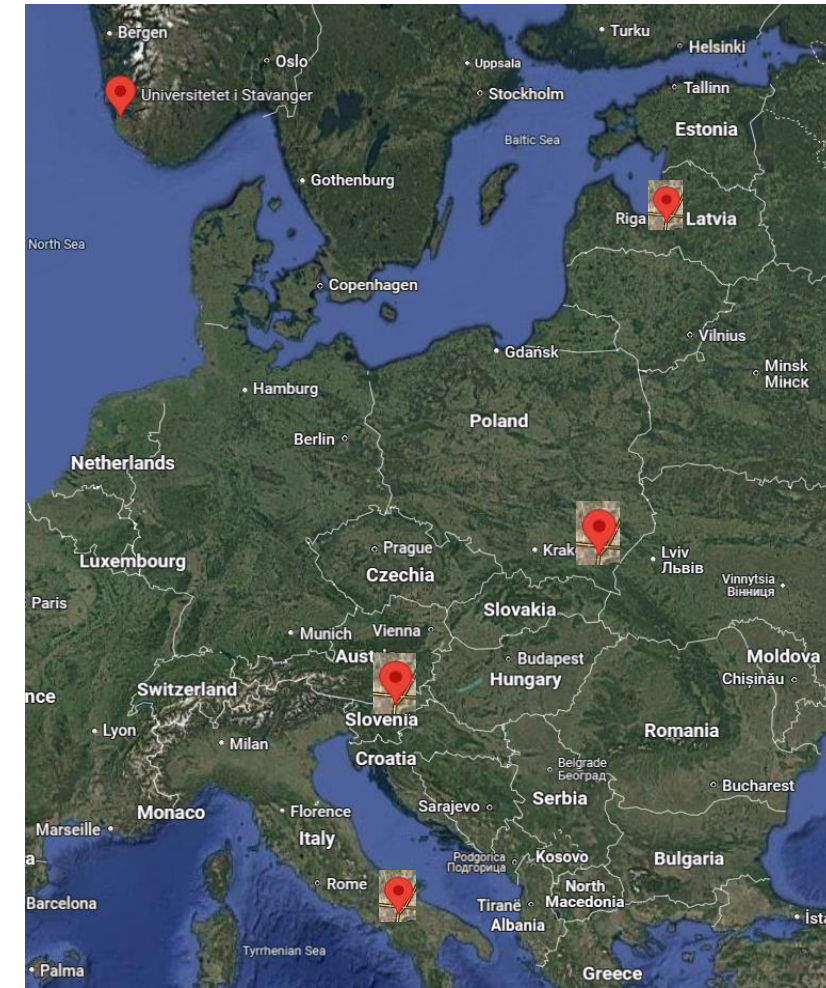 Bergen
Turku
Helsinki
Oslo
Uppsala
Universitetet i Stavanger
Stockholm
Tallinn
Estonia
Baltic Sea
Gothenburg
Riga
Latvia
North Sea
Copenhagen
Vilnius
Gdańsk
Minsk
Мінск
Hamburg
Poland
Berlin
Netherlands
Prague
Krak
Lviv
Львів
Luxembourg
Czechia
Vinnytsia
Вінниця
Paris
Slovakia
Munich
Vienna
Aust
Budapest
Moldova
Hungary
Chișinău
Switzerland
nce
Slovenia
Lyon
Milan
Romania
Croatia
Belgrade
Београд
Bucharest
Serbia
Sarajevo
Monaco
Florence
Marseille
Italy
Podgorica
Подгорица
Kosovo
Bulgaria
a
Rome
North
Macedonia
Barcelona
Tiranë
Albania
İsta
Tyrrhenian Sea
Palma
Greece